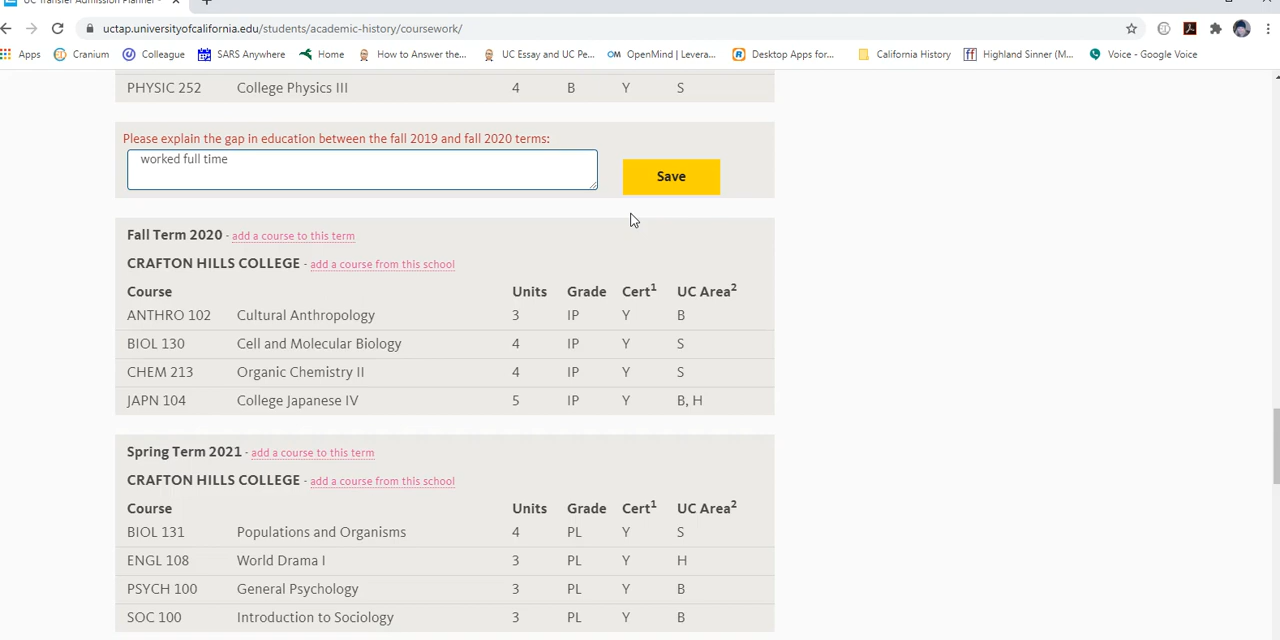 UC Transfer Admission Planner
uctap.universityofcalifornia.edu/students/academic-history/coursework/
Apps Cranium Colleague SARS Anywhere Home How to Answer the... UC Essay and UC Pe... OpenMind | Levera... Desktop Apps for... California History Highland Sinner (M... Voice - Google Voice
PHYSIC 252 College Physics III 4 B Y S
Please explain the gap in education between the fall 2019 and fall 2020 terms:
worked full time
Save
Fall Term 2020 - add a course to this term
CRAFTON HILLS COLLEGE - add a course from this school
Course Units Grade Cert1 UC Area2
ANTHRO 102 Cultural Anthropology 3 IP Y B
BIOL 130 Cell and Molecular Biology 4 IP Y S
CHEM 213 Organic Chemistry II 4 IP Y S
JAPN 104 College Japanese IV 5 IP Y B, H
Spring Term 2021 - add a course to this term
CRAFTON HILLS COLLEGE - add a course from this school
Course Units Grade Cert1 UC Area2
BIOL 131 Populations and Organisms 4 PL Y S
ENGL 108 World Drama I 3 PL Y H
PSYCH 100 General Psychology 3 PL Y B
SOC 100 Introduction to Sociology 3 PL Y B